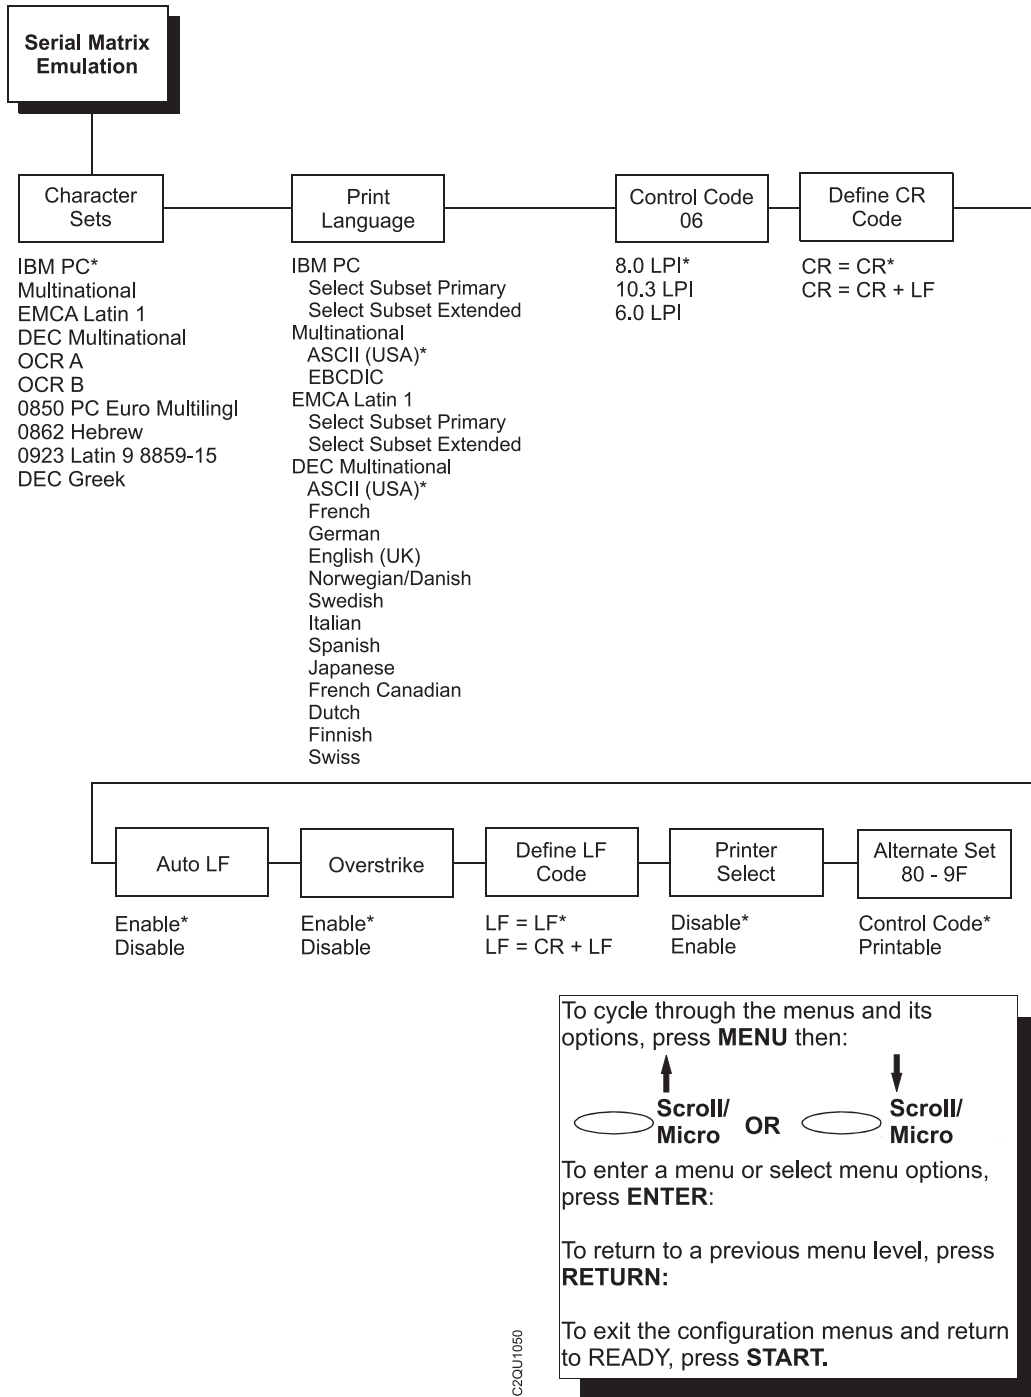 Serial Matrix
Emulation
Character
Sets
IBM PC*
Multinational
EMCA Latin 1
DEC Multinational
OCR A
OCR B
0850 PC Euro Multilingl
0862 Hebrew
0923 Latin 9 8859-15
DEC Greek
Print
Language
IBM PC
Select Subset Primary
Select Subset Extended
Multinational
ASCII (USA)*
EBCDIC
EMCA Latin 1
Select Subset Primary
Select Subset Extended
DEC Multinational
ASCII (USA)*
French
German
English (UK)
Norwegian/Danish
Swedish
Italian
Spanish
Japanese
French Canadian
Dutch
Finnish
Swiss
Control Code
06
8.0 LPI*
10.3 LPI
6.0 LPI
Define CR
Code
CR = CR*
CR = CR + LF
Auto LF
Enable*
Disable
Overstrike
Enable*
Disable
Define LF
Code
LF = LF*
LF = CR + LF
Printer
Select
Disable*
Enable
Alternate Set
80 - 9F
Control Code*
Printable
To cycle through the menus and its
options, press MENU then:
Scroll/
Micro
OR
Scroll/
Micro
To enter a menu or select menu options,
press ENTER:
To return to a previous menu level, press
RETURN:
To exit the configuration menus and return
to READY, press START.
C2QU1050